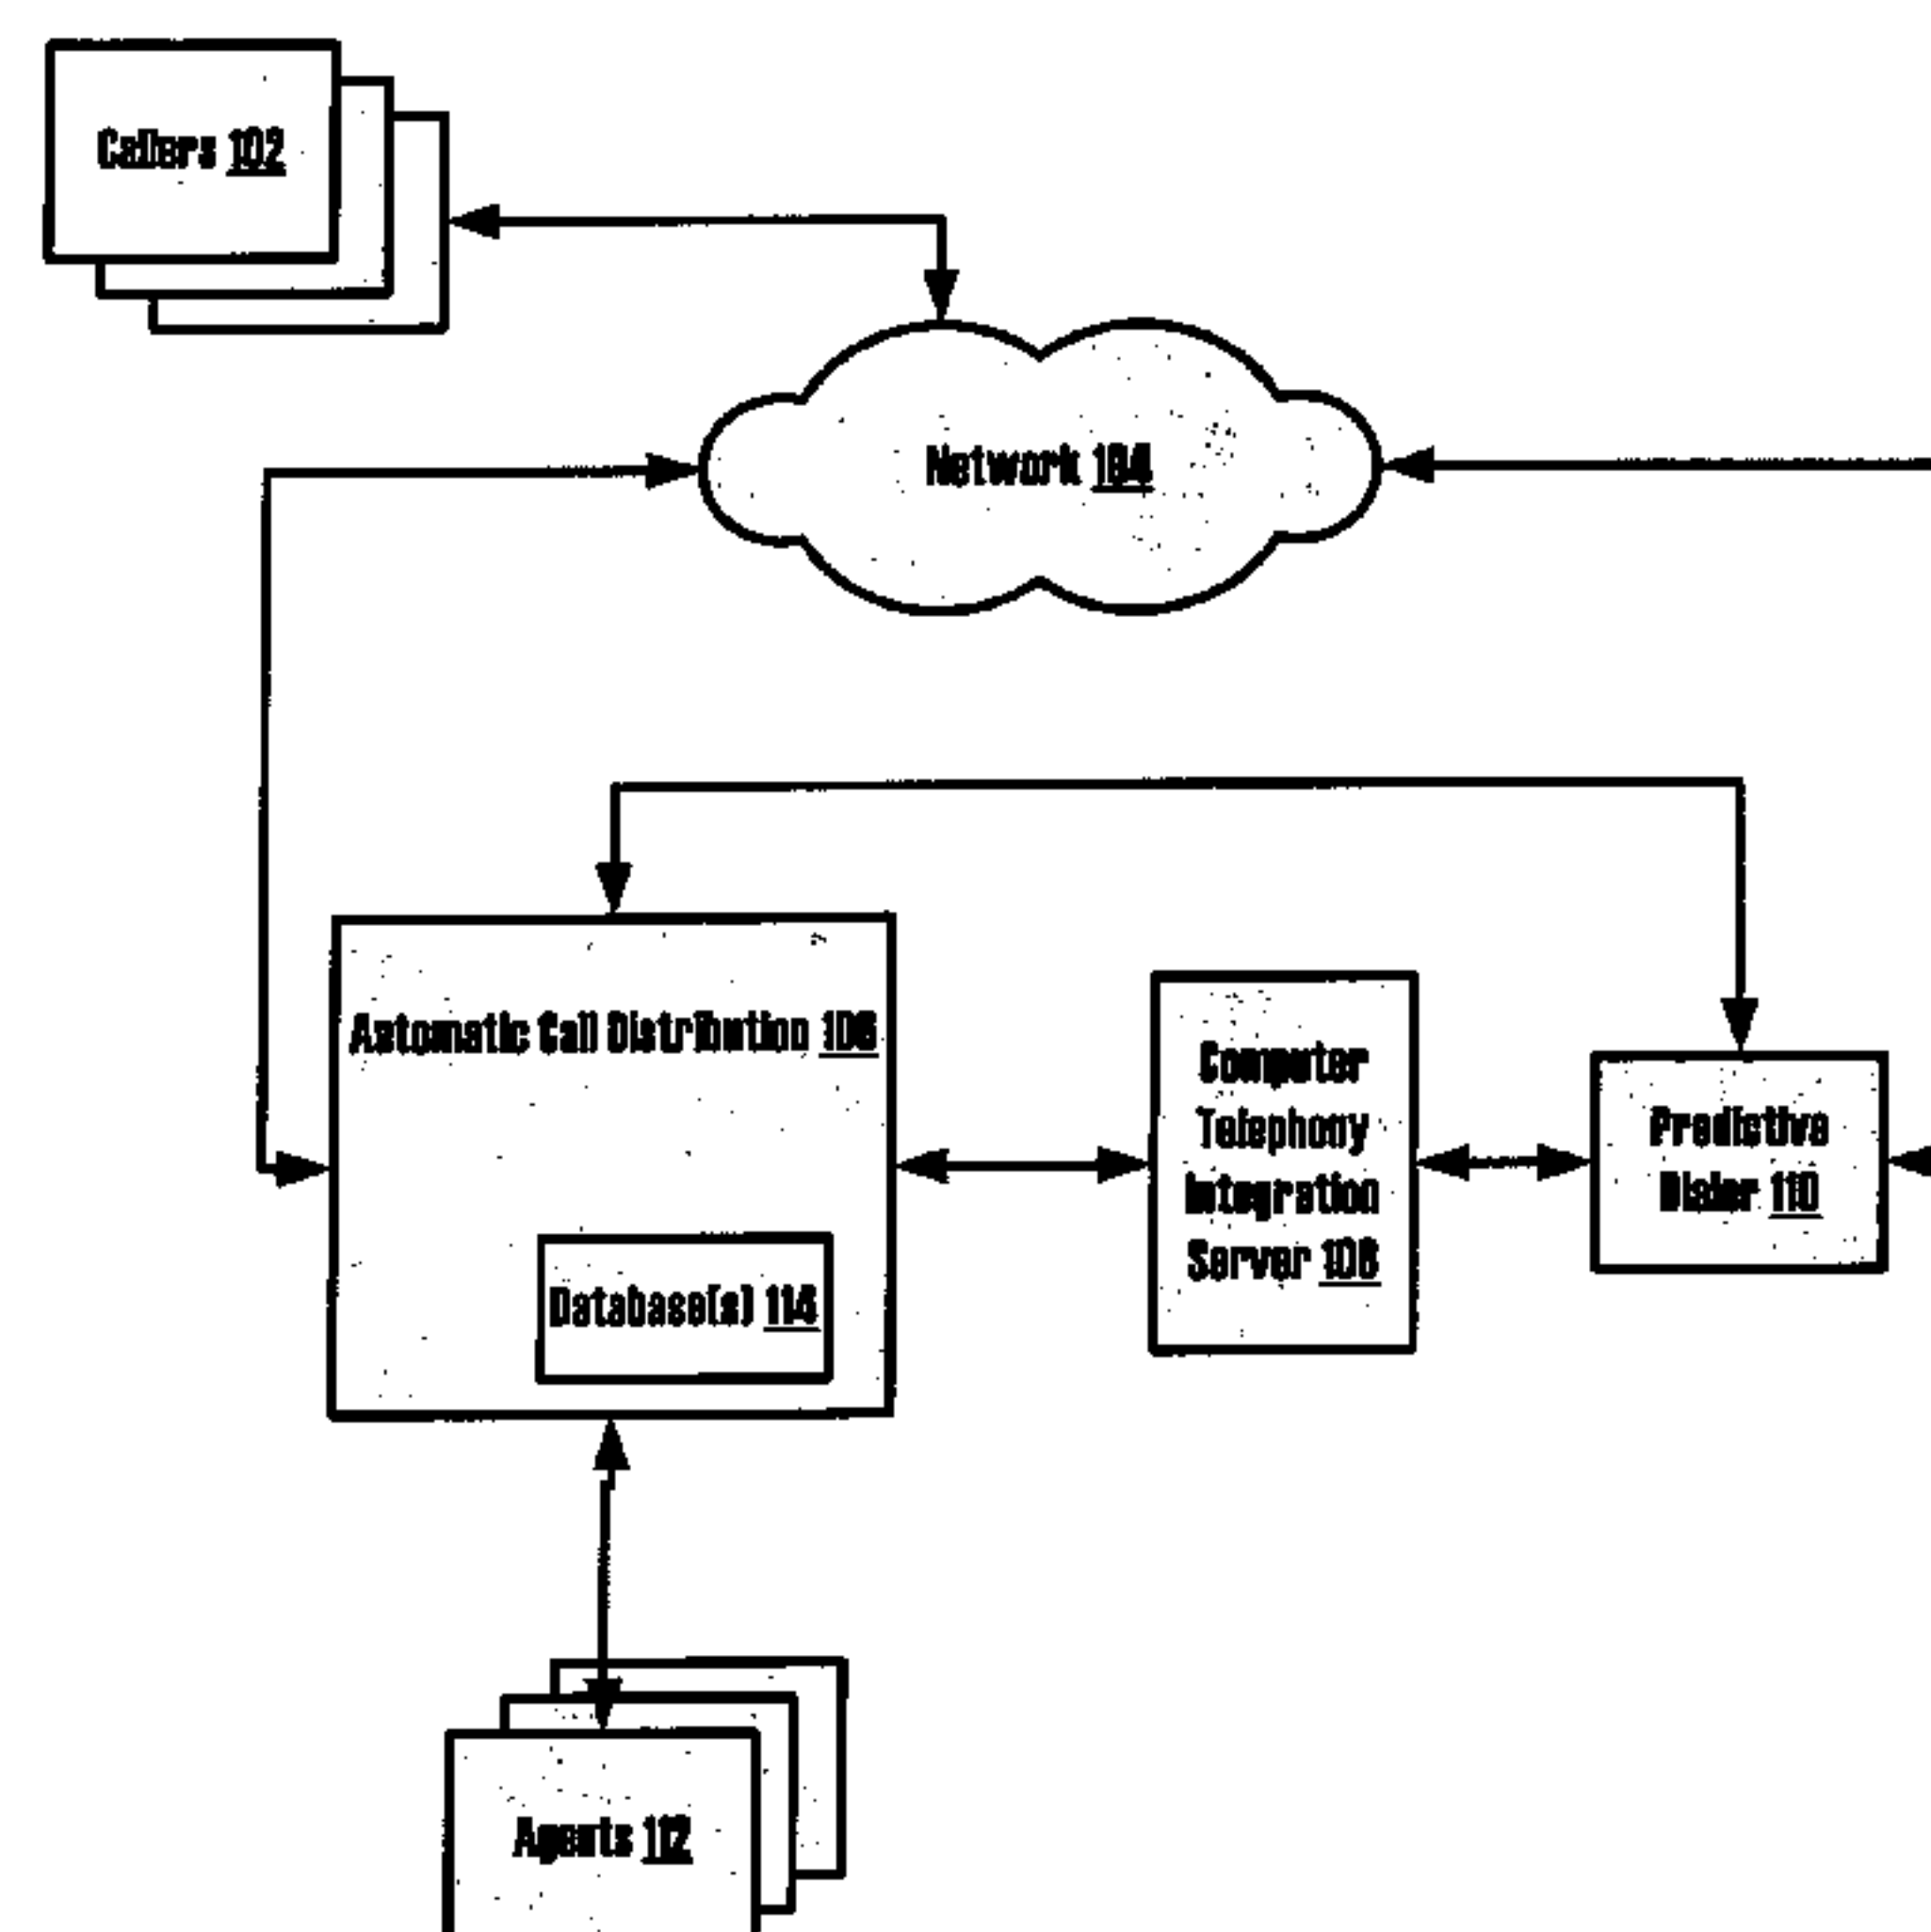 Callers 102
Network 104
Automatic Call Distribution 106
Computer
Telephony
Integration
Server 108
Predictive
Dialer 110
Database(s) 114
Agents 112